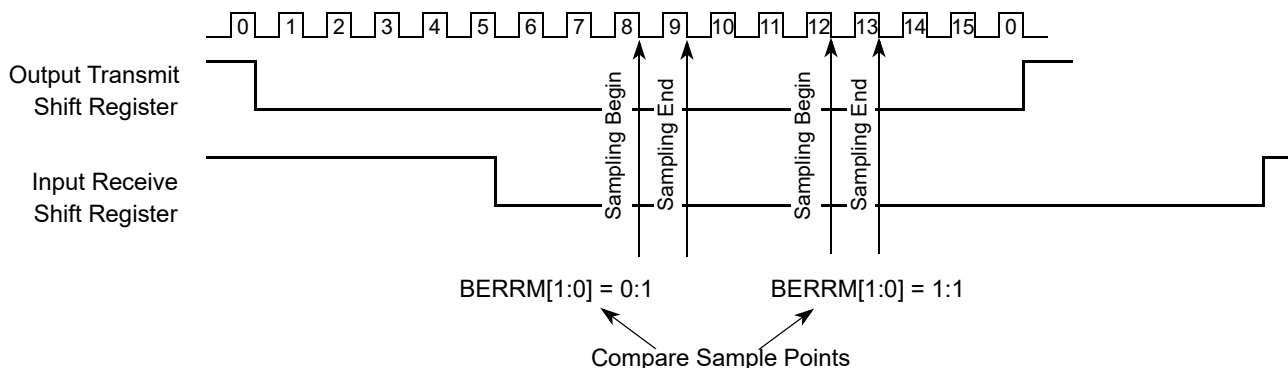 0 1 2 3 4 5 6 7 8 9 10 11 12 13 14 15 0
Output Transmit
Shift Register
Input Receive
Shift Register
Sampling Begin
Sampling End
Sampling Begin
Sampling End
BERRM[1:0] = 0:1 BERRM[1:0] = 1:1
Compare Sample Points